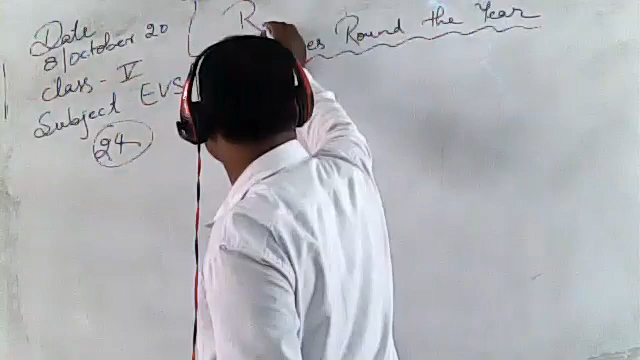 Date
8/October 20
Class - V
Subject EVS
24
Round the Year